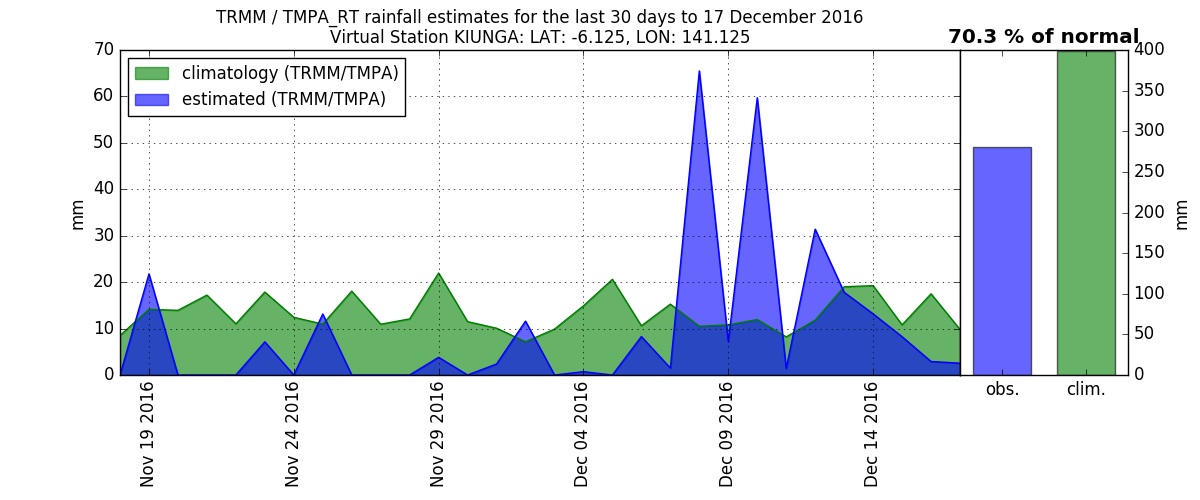 TRMM / TMPA_RT rainfall estimates for the last 30 days to 17 December 2016
Virtual Station KIUNGA: LAT: -6.125, LON: 141.125
70.3 % of normal
climatology (TRMM/TMPA)
estimated (TRMM/TMPA)
70
60
50
40
30
20
10
0
mm
Nov 19 2016
Nov 24 2016
Nov 29 2016
Dec 04 2016
Dec 09 2016
Dec 14 2016
obs.
clim.
400
350
300
250
200
150
100
50
0
mm